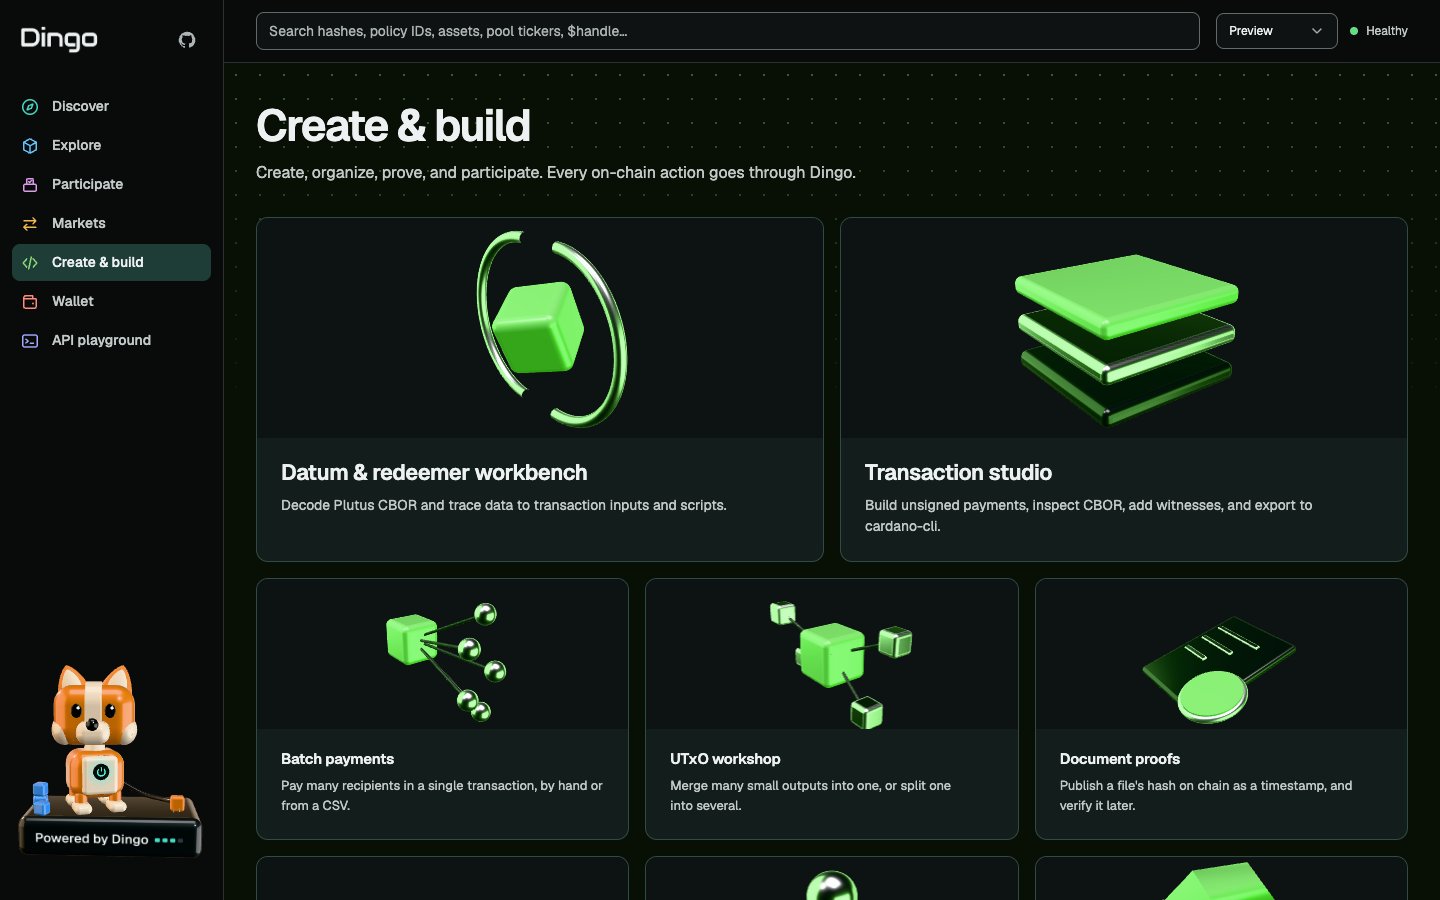 Dingo
Search hashes, policy IDs, assets, pool tickers, $handle...
Preview
Healthy
Discover
Explore
Participate
Markets
Create & build
Wallet
API playground
Create & build
Create, organize, prove, and participate. Every on-chain action goes through Dingo.
Datum & redeemer workbench
Decode Plutus CBOR and trace data to transaction inputs and scripts.
Transaction studio
Build unsigned payments, inspect CBOR, add witnesses, and export to
cardano-cli.
Batch payments
Pay many recipients in a single transaction, by hand or
from a CSV.
UTxO workshop
Merge many small outputs into one, or split one
into several.
Document proofs
Publish a file's hash on chain as a timestamp, and
verify it later.
Powered by Dingo